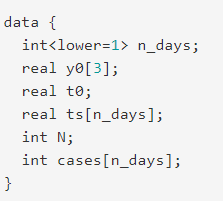 data {
  int<lower=1> n_days;
  real y0[3];
  real t0;
  real ts[n_days];
  int N;
  int cases[n_days];
}